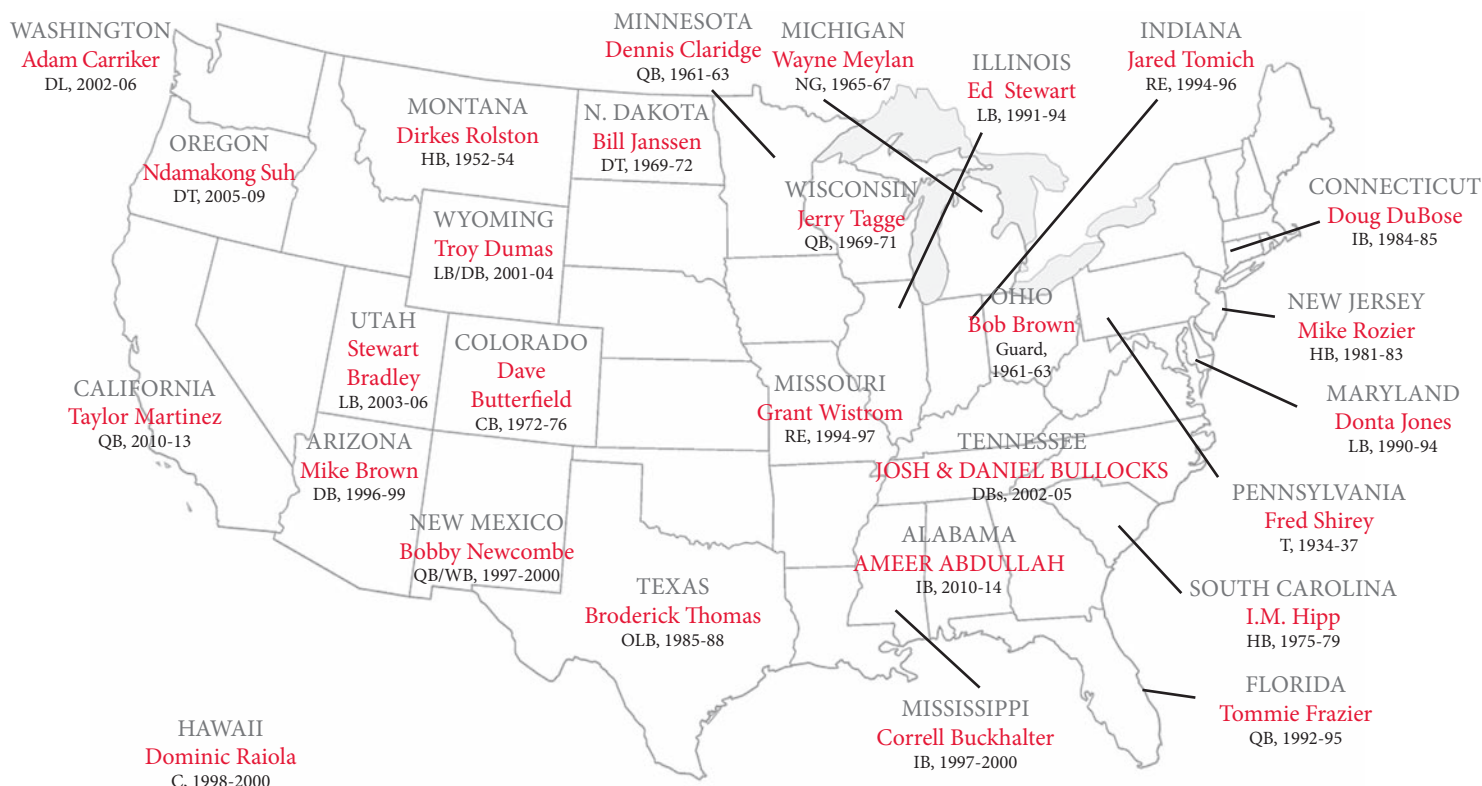 WASHINGTON
Adam Carriker
DL, 2002-06
OREGON
Ndamakong Suh
DT, 2005-09
MONTANA
Dirkes Rolston
HB, 1952-54
N. DAKOTA
Bill Janssen
DT, 1969-72
MINNESOTA
Dennis Claridge
QB, 1961-63
MICHIGAN
Wayne Meylan
NG, 1965-67
ILLINOIS
Ed Stewart
LB, 1991-94
INDIANA
Jared Tomich
RE, 1994-96
WYOMING
Troy Dumas
LB/DB, 2001-04
WISCONSIN
Jerry Tagge
QB, 1969-71
CONNECTICUT
Doug DuBose
IB, 1984-85
UTAH
Stewart
Bradley
LB, 2003-06
COLORADO
Dave
Butterfield
CB, 1972-76
OHIO
Bob Brown
Guard,
1961-63
NEW JERSEY
Mike Rozier
HB, 1981-83
CALIFORNIA
Taylor Martinez
QB, 2010-13
MISSOURI
Grant Wistrom
RE, 1994-97
MARYLAND
Donta Jones
LB, 1990-94
ARIZONA
Mike Brown
DB, 1996-99
TENNESSEE
JOSH & DANIEL BULLOCKS
DBs, 2002-05
PENNSYLVANIA
Fred Shirey
T, 1934-37
NEW MEXICO
Bobby Newcombe
QB/WB, 1997-2000
ALABAMA
AMEER ABDULLAH
IB, 2010-14
TEXAS
Broderick Thomas
OLB, 1985-88
SOUTH CAROLINA
I.M. Hipp
HB, 1975-79
FLORIDA
Tommie Frazier
QB, 1992-95
MISSISSIPPI
Correll Buckhalter
IB, 1997-2000
HAWAII
Dominic Raiola
C, 1998-2000